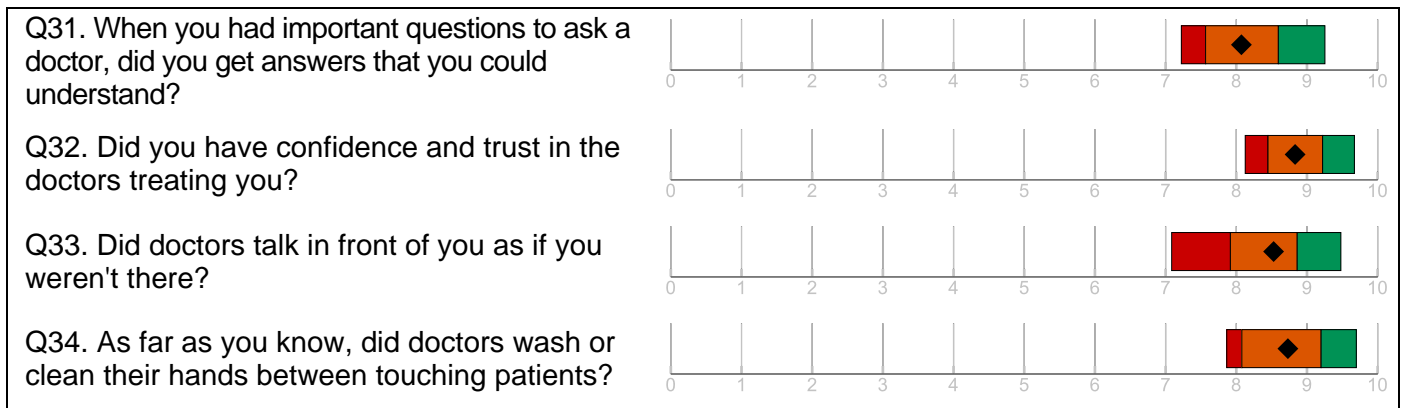 Q31. When you had important questions to ask a
doctor, did you get answers that you could
understand?
0 1 2 3 4 5 6 7 8 9 10
Q32. Did you have confidence and trust in the
doctors treating you?
0 1 2 3 4 5 6 7 8 9 10
Q33. Did doctors talk in front of you as if you
weren't there?
0 1 2 3 4 5 6 7 8 9 10
Q34. As far as you know, did doctors wash or
clean their hands between touching patients?
0 1 2 3 4 5 6 7 8 9 10